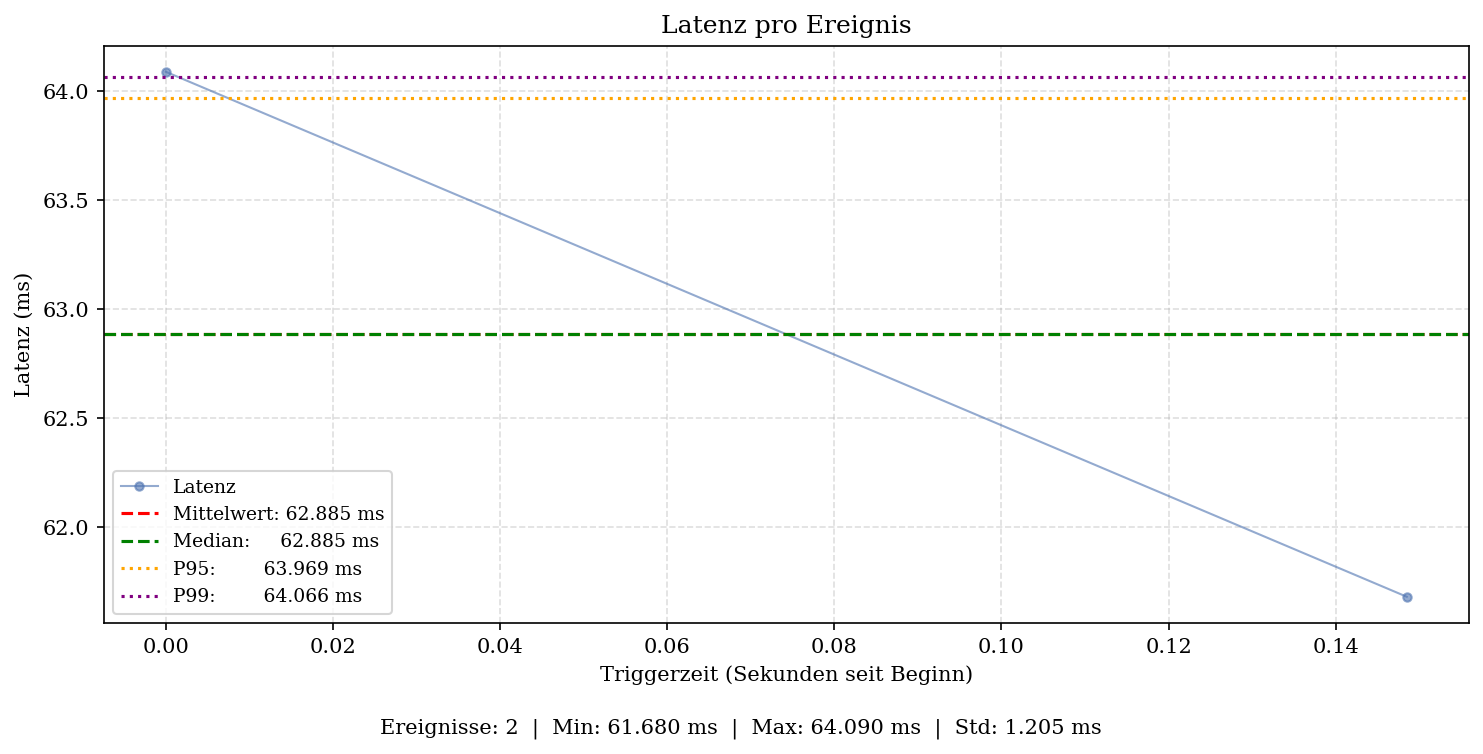 Latenz pro Ereignis
Latenz (ms)
64.0
63.5
63.0
62.5
62.0
Latenz
Mittelwert: 62.885 ms
Median: 62.885 ms
P95: 63.969 ms
P99: 64.066 ms
0.00 0.02 0.04 0.06 0.08 0.10 0.12 0.14
Triggerzeit (Sekunden seit Beginn)
Ereignisse: 2 | Min: 61.680 ms | Max: 64.090 ms | Std: 1.205 ms